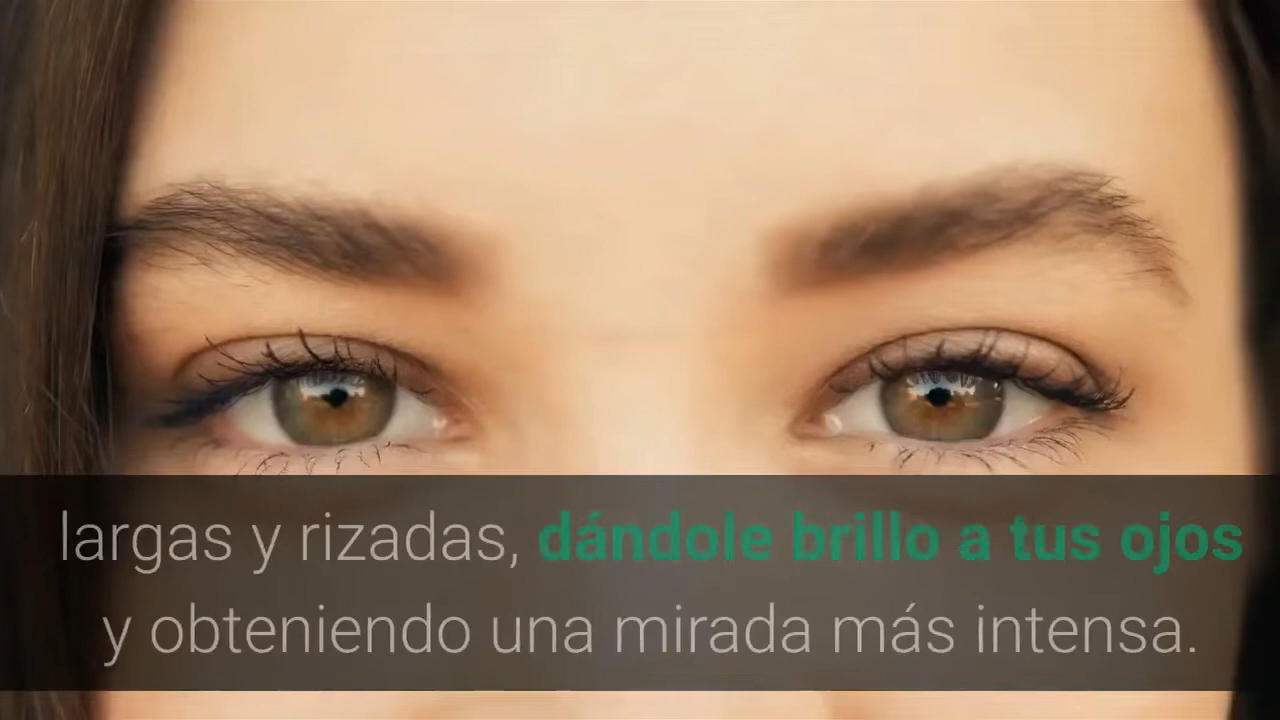 largas y rizadas, dándole brillo a tus ojos
y obteniendo una mirada más intensa.